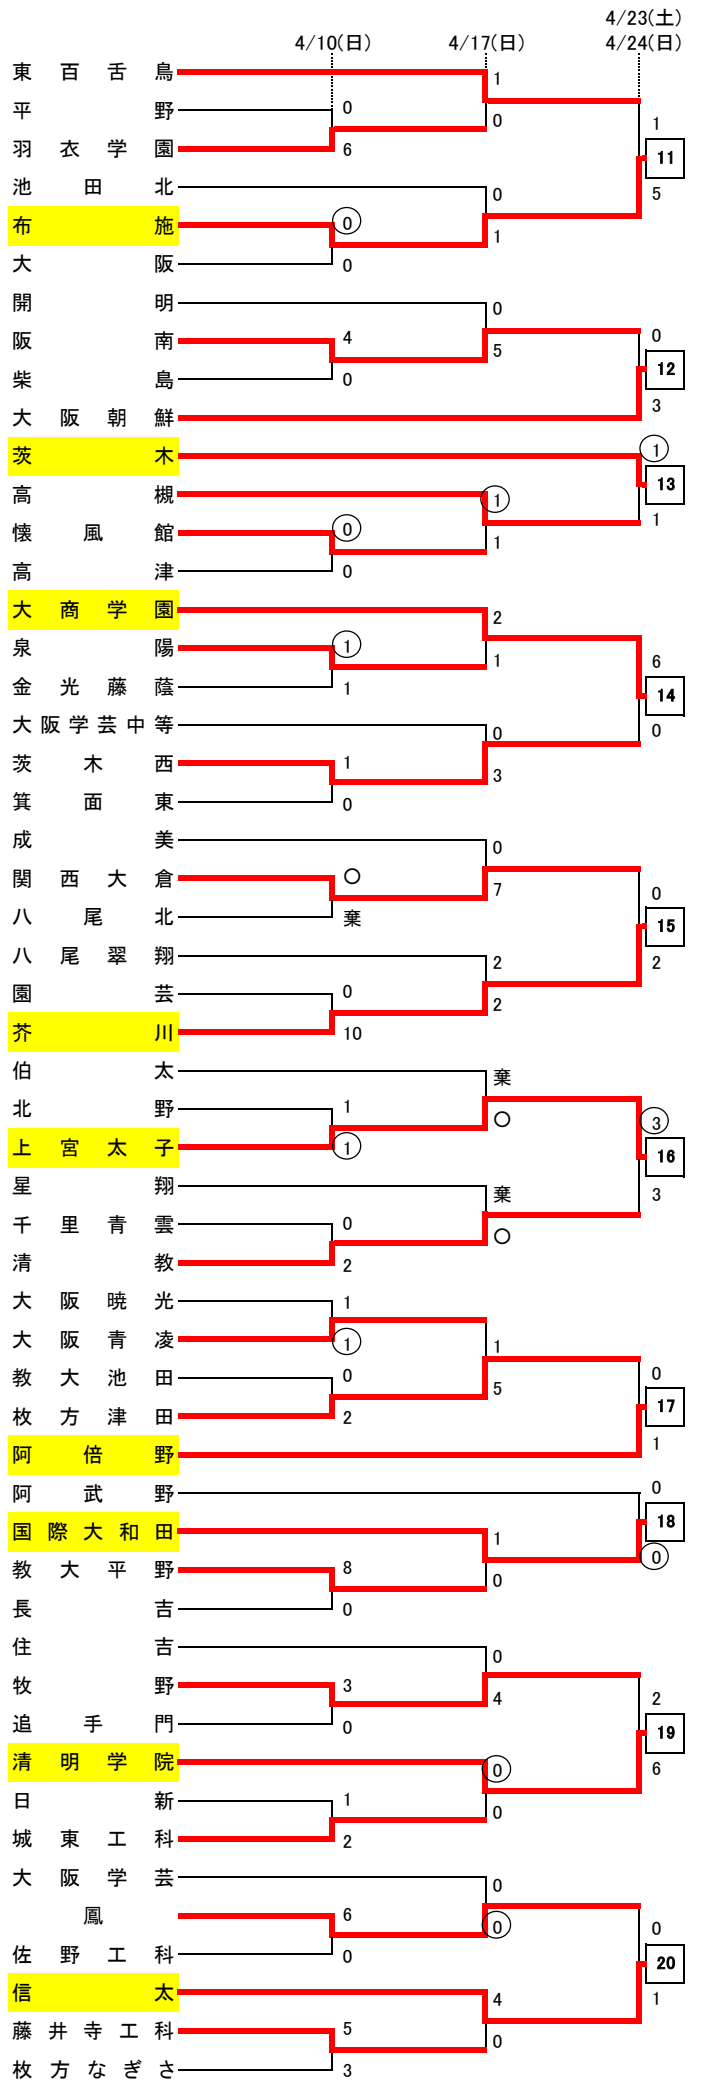 4/23(土)
4/10(日) 4/17(日) 4/24(日)
東百舌鳥 1
平野 0 0
羽衣学園 6 1 11
池田北 0 5
布施 0 1
大阪 0
開明 0
阪南 4 5 0
柴島 0 12
大阪朝鮮 3
茨木 1
高槻 1 13
懐風館 0 1 1
高津 0
大商学園 2
泉陽 1 1 6
金光藤蔭 1 14
大阪学芸中等 0 0
茨木西 1 3
箕面東 0
成美 0
関西大倉 ○ 7 0
八尾北 棄 15
八尾翠翔 2 2
園芸 0 2
芥川 10
伯太 棄
北野 1 ○ 3
上宮太子 1 16
星翔 棄 3
千里青雲 0 ○
清教 2
大阪暁光 1
大阪青凌 1 1
教大池田 0 5 0
枚方津田 2 17
阿倍野 1
阿武野 0
国際大和田 1 18
教大平野 8 0 0
長吉 0
住吉 0
牧野 3 4 2
追手門 0 19
清明学院 0 6
日新 1 0
城東工科 2
大阪学芸 0
鳳 6 0 0
佐野工科 0 20
信太 4 1
藤井寺工科 5 0
枚方なぎさ 3